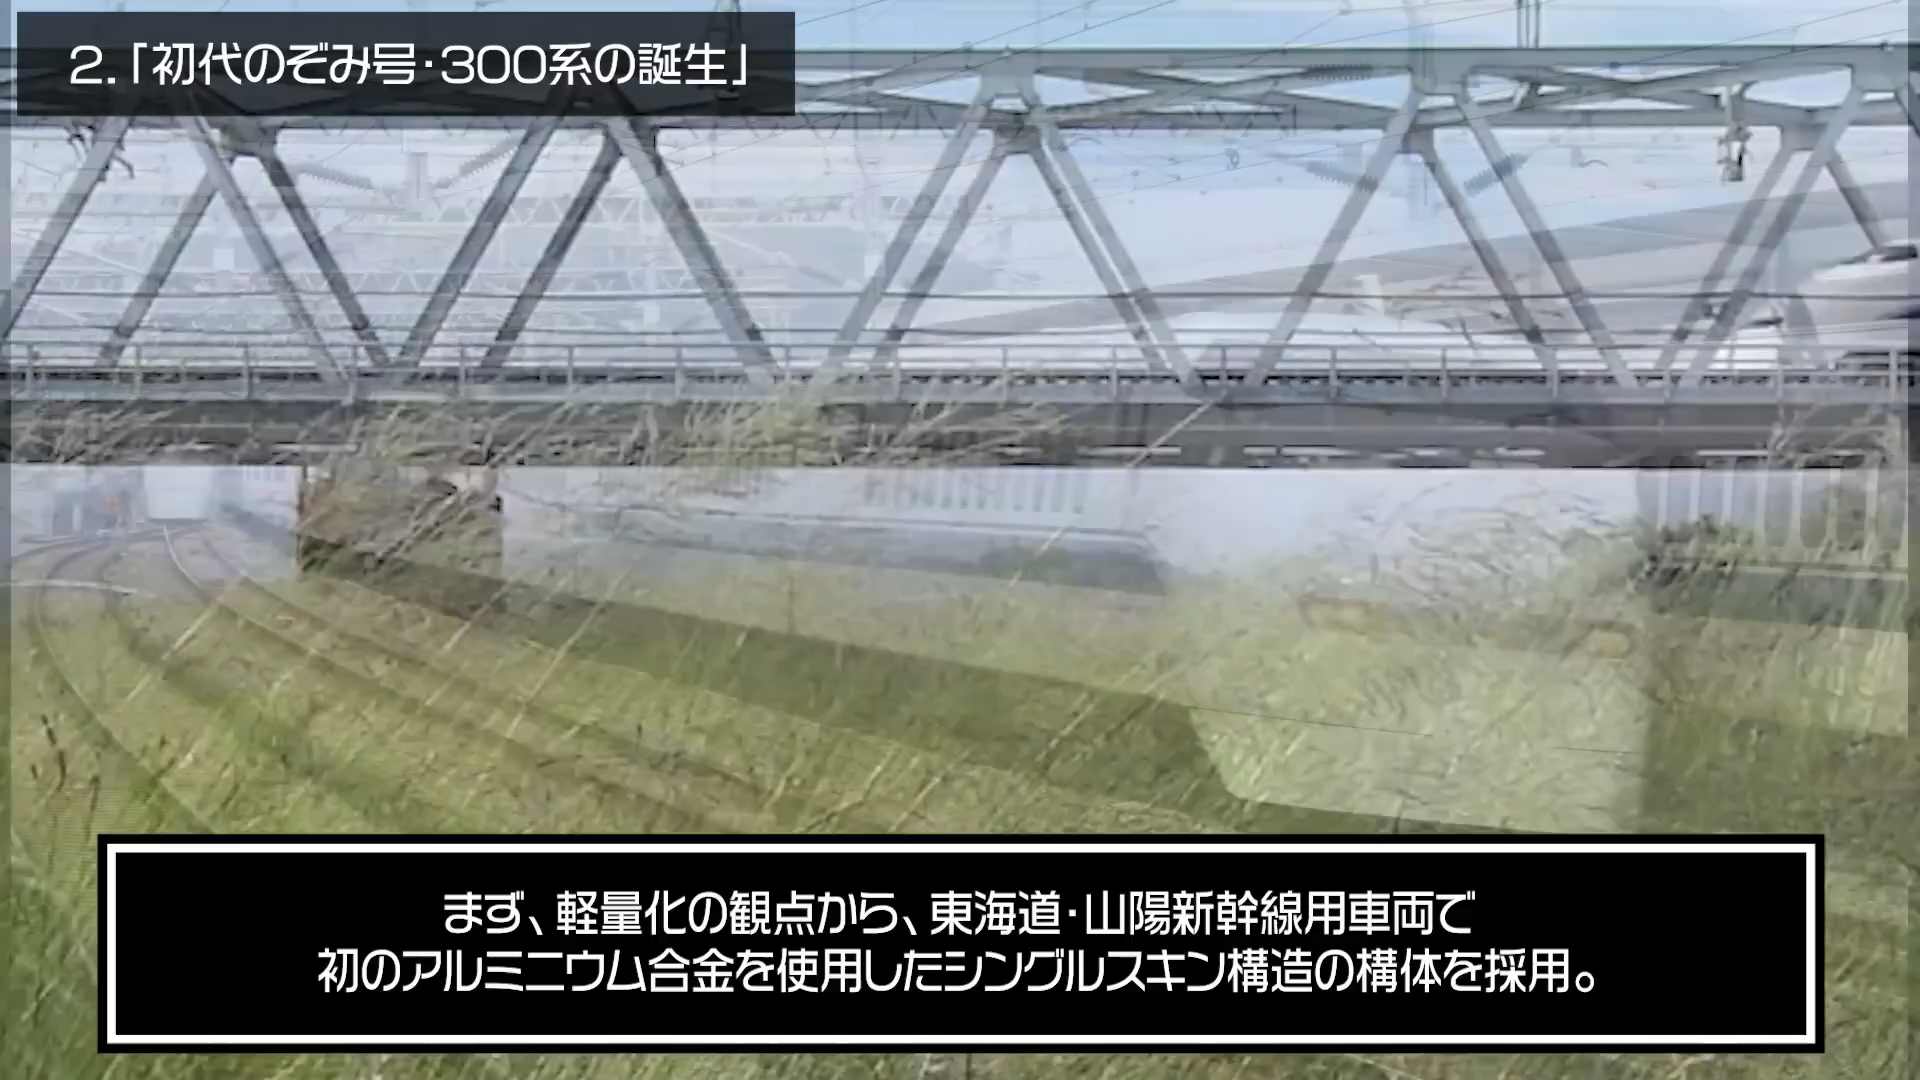 2.「初代のぞみ号・300系の誕生」
まず、軽量化の観点から、東海道・山陽新幹線用車両で
初のアルミニウム合金を使用したシングルスキン構造の構体を採用。